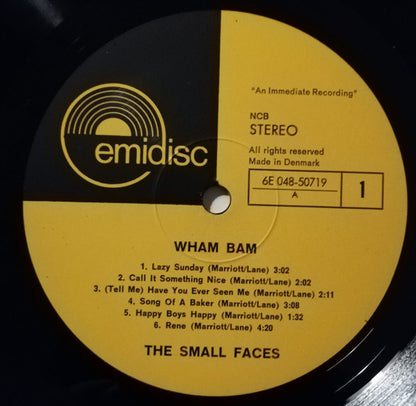 emidisc
"An Immediate Recording"
NCB
STEREO
All rights reserved
Made in Denmark
6E 048-50719
A
1
WHAM BAM
1. Lazy Sunday (Marriott/Lane) 3:02
2. Call It Something Nice (Marriott/Lane) 2:02
3. (Tell Me) Have You Ever Seen Me (Marriott/Lane) 2:11
4. Song Of A Baker (Marriott/Lane) 3:08
5. Happy Boys Happy (Marriott/Lane) 1:32
6. Rene (Marriott/Lane) 4:20
THE SMALL FACES